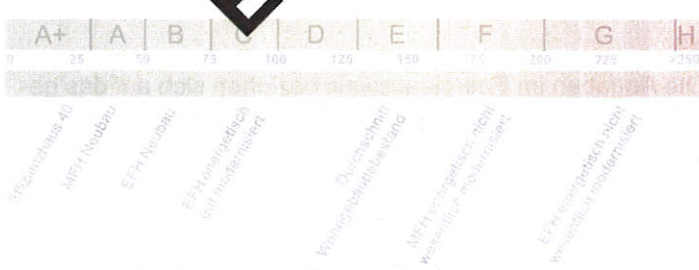 A+ A B C D E F G H
0 25 50 75 100 125 150 175 200 225 >250
Effizienzhaus 40
MFH Neubau
EFH Neubau
EFH energetisch
gut modernisiert
Durchschnitt
Wohngebäudebestand
MFH energetisch nicht
wesentlich modernisiert
EFH energetisch nicht
wesentlich modernisiert